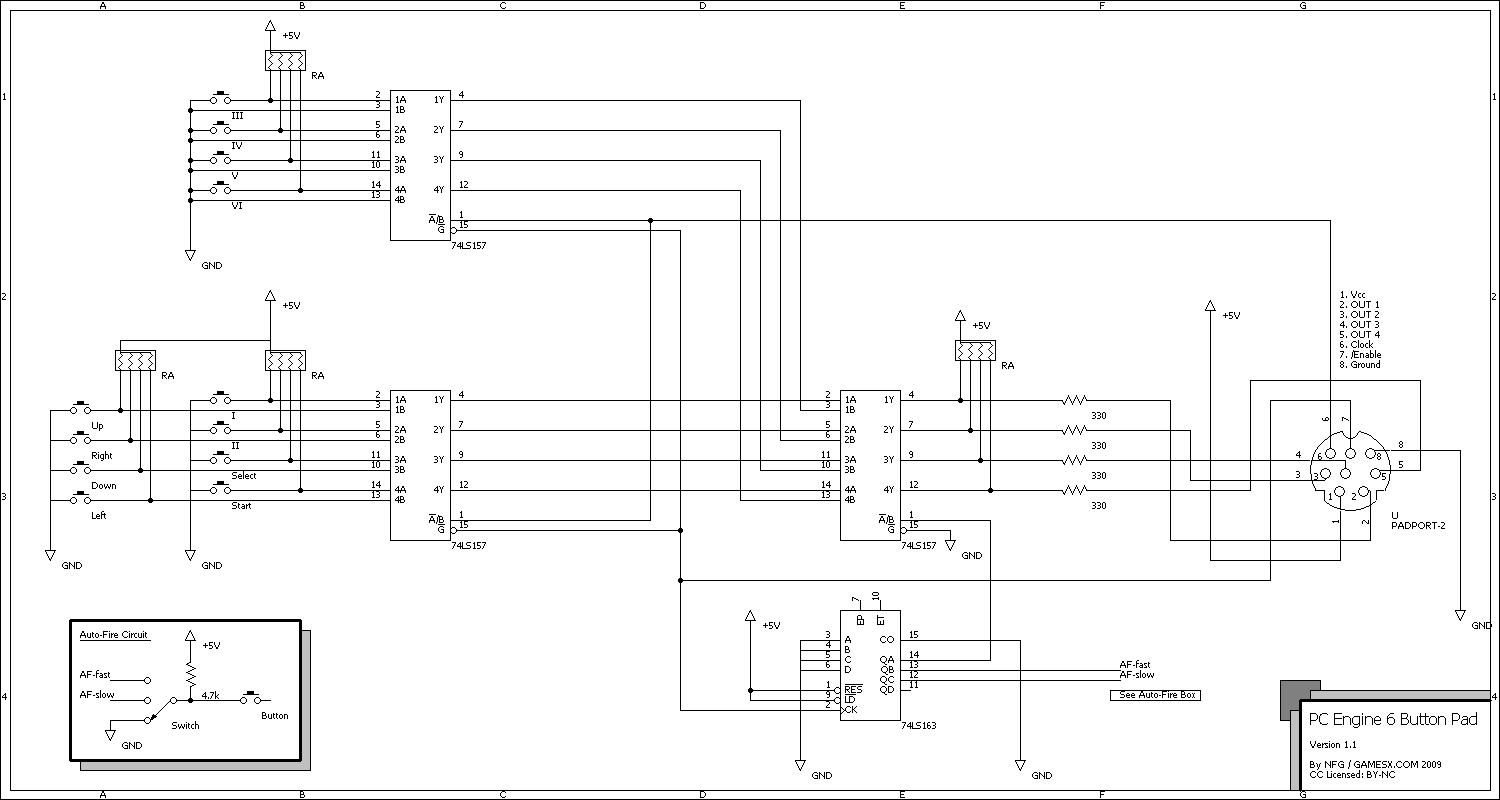 A B C D E F G
+5V
RA
1 1
2 1A 1Y 4
3 1B
III
5 2A 2Y 7
6 2B
IV
11 3A 3Y 9
10 3B
V
14 4A 4Y 12
13 4B
VI
A/B 1
G 15
74LS157
GND
2 2
+5V
+5V
+5V
1. Vcc
2. OUT 1
3. OUT 2
4. OUT 3
5. OUT 4
6. Clock
7. /Enable
8. Ground
RA RA RA
2 1A 1Y 4
3 1B
Up I
5 2A 2Y 7
6 2B
Right II
11 3A 3Y 9
10 3B
Down Select
14 4A 4Y 12
13 4B
Left Start
A/B 1
G 15
74LS157
GND GND
2 1A 1Y 4
3 1B
5 2A 2Y 7
6 2B
11 3A 3Y 9
10 3B
14 4A 4Y 12
13 4B
A/B 1
G 15
74LS157
GND
330
330
330
330
6 7
4 6 8 8
3 3 5 5
1 2
1 2
3 3
U
PADPORT-2
GND
7 10
EP ET
+5V
3 A CO 15
4 B
5 C QA 14
6 D QB 13
QC 12
1 RES QD 11
9 LD
2 CK
74LS163
GND GND
AF-fast
AF-slow
See Auto-Fire Box
Auto-Fire Circuit
+5V
AF-fast
AF-slow
4.7k
Switch
Button
GND
4 4
PC Engine 6 Button Pad
Version 1.1
By NFG / GAMESX.COM 2009
CC Licensed: BY-NC
A B C D E F G